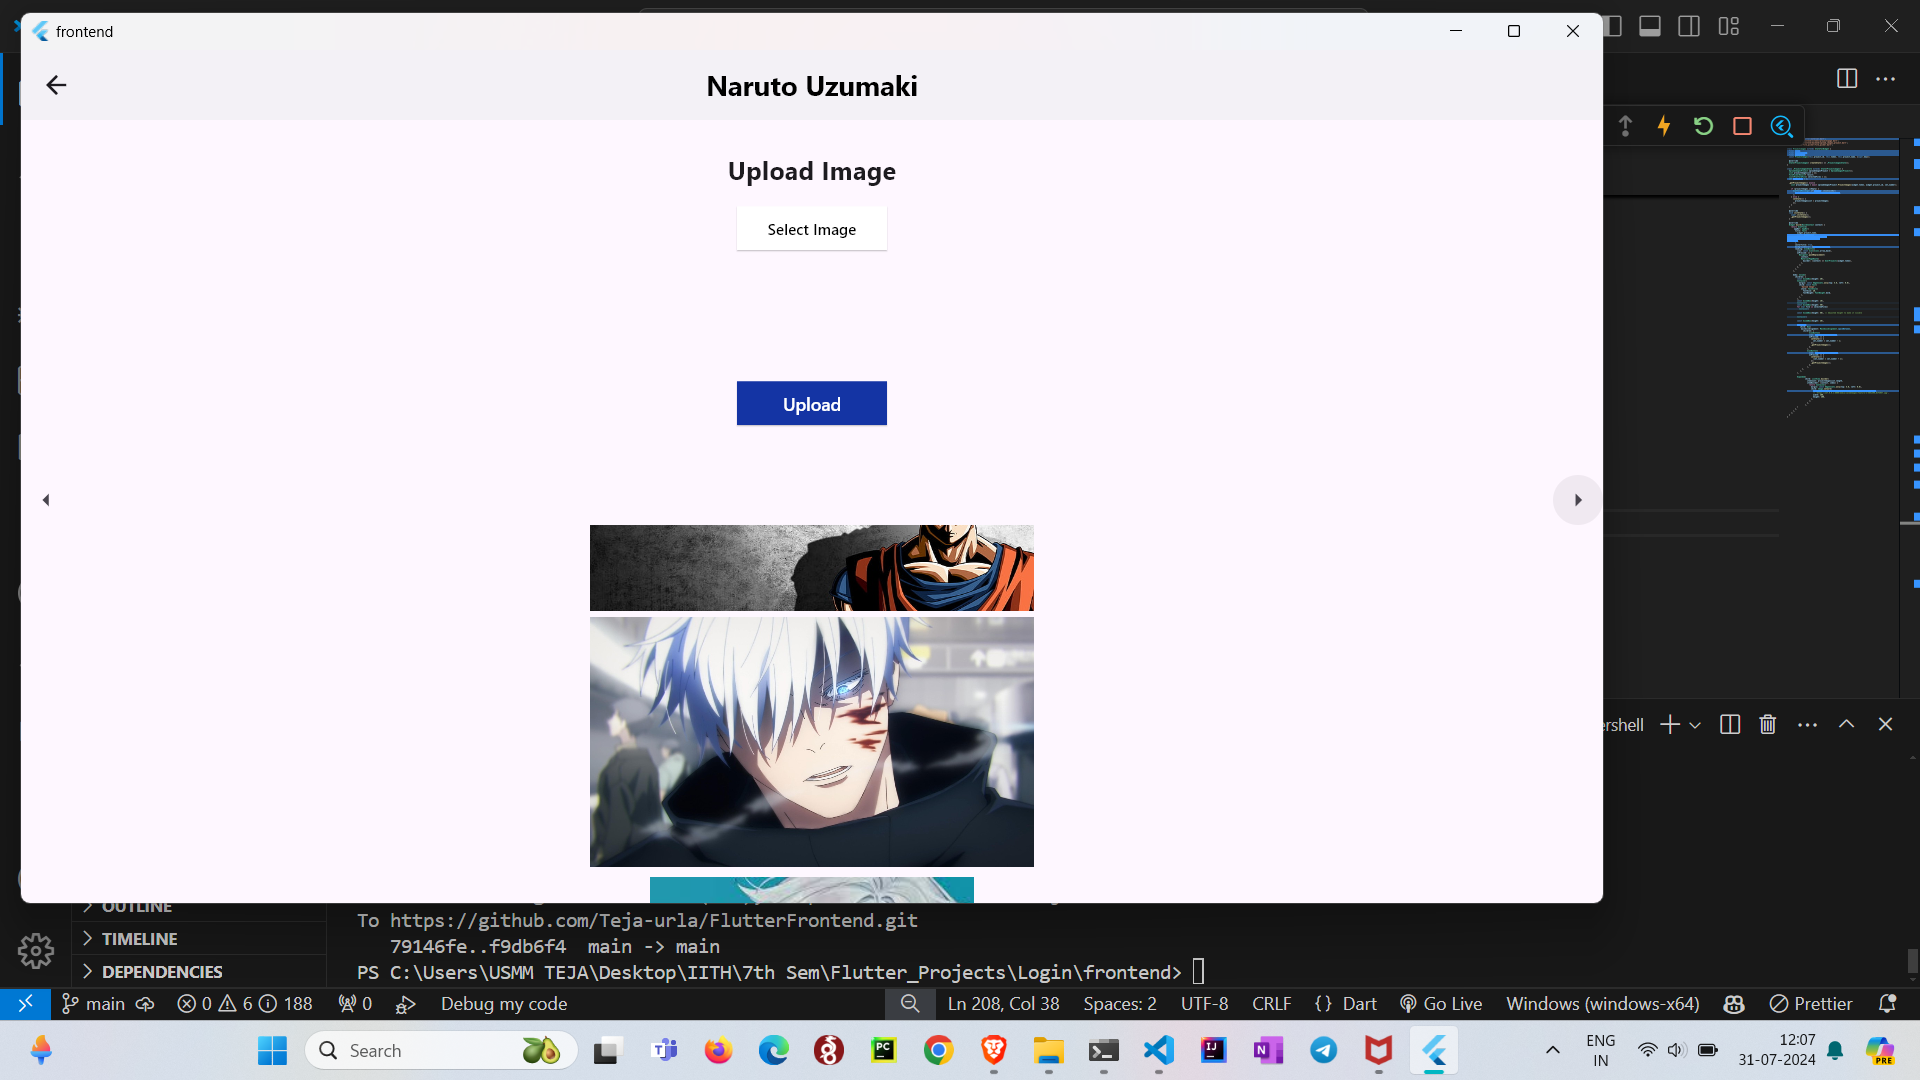 frontend
Naruto Uzumaki
Upload Image
Select Image
Upload
ershell
OUTLINE
To https://github.com/Teja-urla/FlutterFrontend.git
TIMELINE
79146fe..f9db6f4 main -> main
DEPENDENCIES
PS C:\Users\USMM TEJA\Desktop\IITH\7th Sem\Flutter_Projects\Login\frontend>
main 0 6 188 0 Debug my code Ln 208, Col 38 Spaces: 2 UTF-8 CRLF {} Dart Go Live Windows (windows-x64) Prettier
Search
PC
IJ
N
ENG
IN
12:07
31-07-2024
PRE